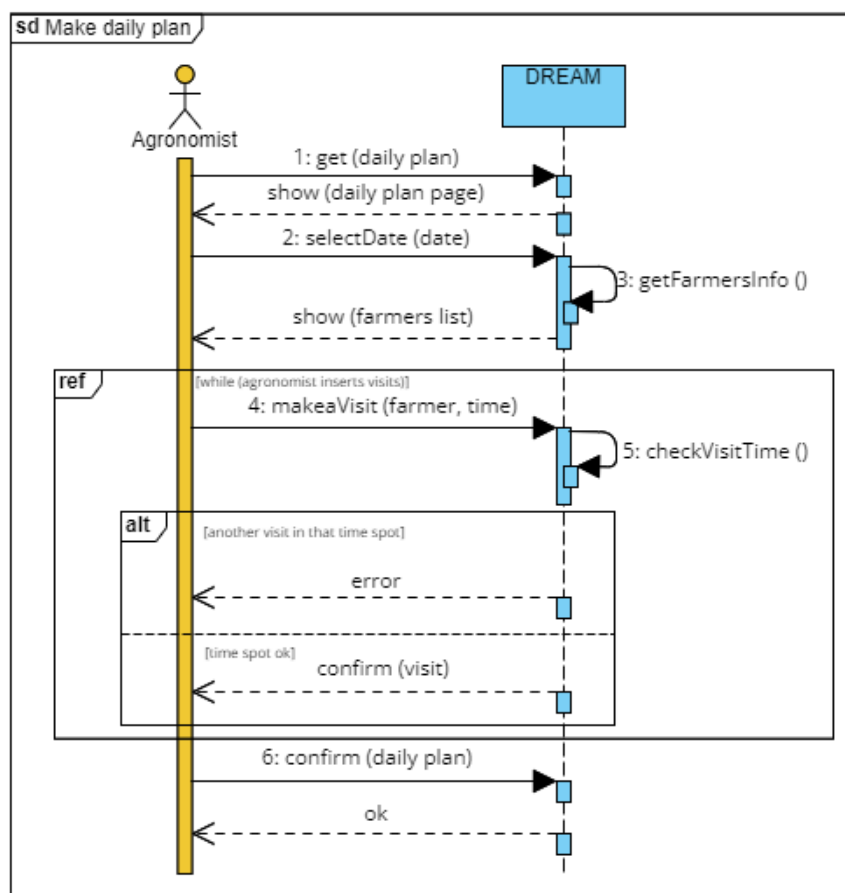 sd Make daily plan
DREAM
Agronomist
1: get (daily plan)
show (daily plan page)
2: selectDate (date)
3: getFarmersInfo ()
show (farmers list)
ref
[while (agronomist inserts visits)]
4: makeaVisit (farmer, time)
5: checkVisitTime ()
alt
[another visit in that time spot]
error
[time spot ok]
confirm (visit)
6: confirm (daily plan)
ok